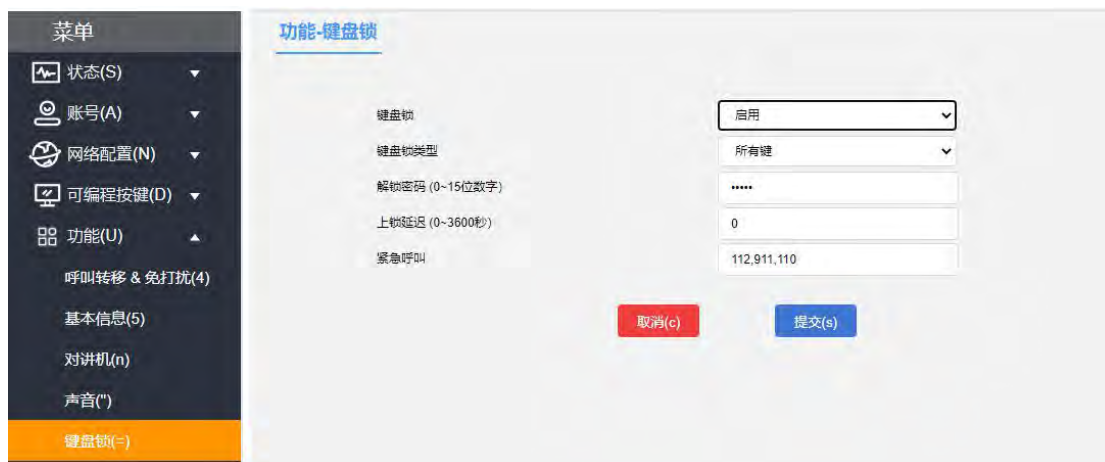 菜单
状态(S)
账号(A)
网络配置(N)
可编程按键(D)
功能(U)
呼叫转移 & 免打扰(4)
基本信息(5)
对讲机(n)
声音(")
键盘锁(=)
功能-键盘锁
键盘锁 启用
键盘锁类型 所有键
解锁密码 (0~15位数字) •••••
上锁延迟 (0~3600秒) 0
紧急呼叫 112,911,110
取消(c) 提交(s)